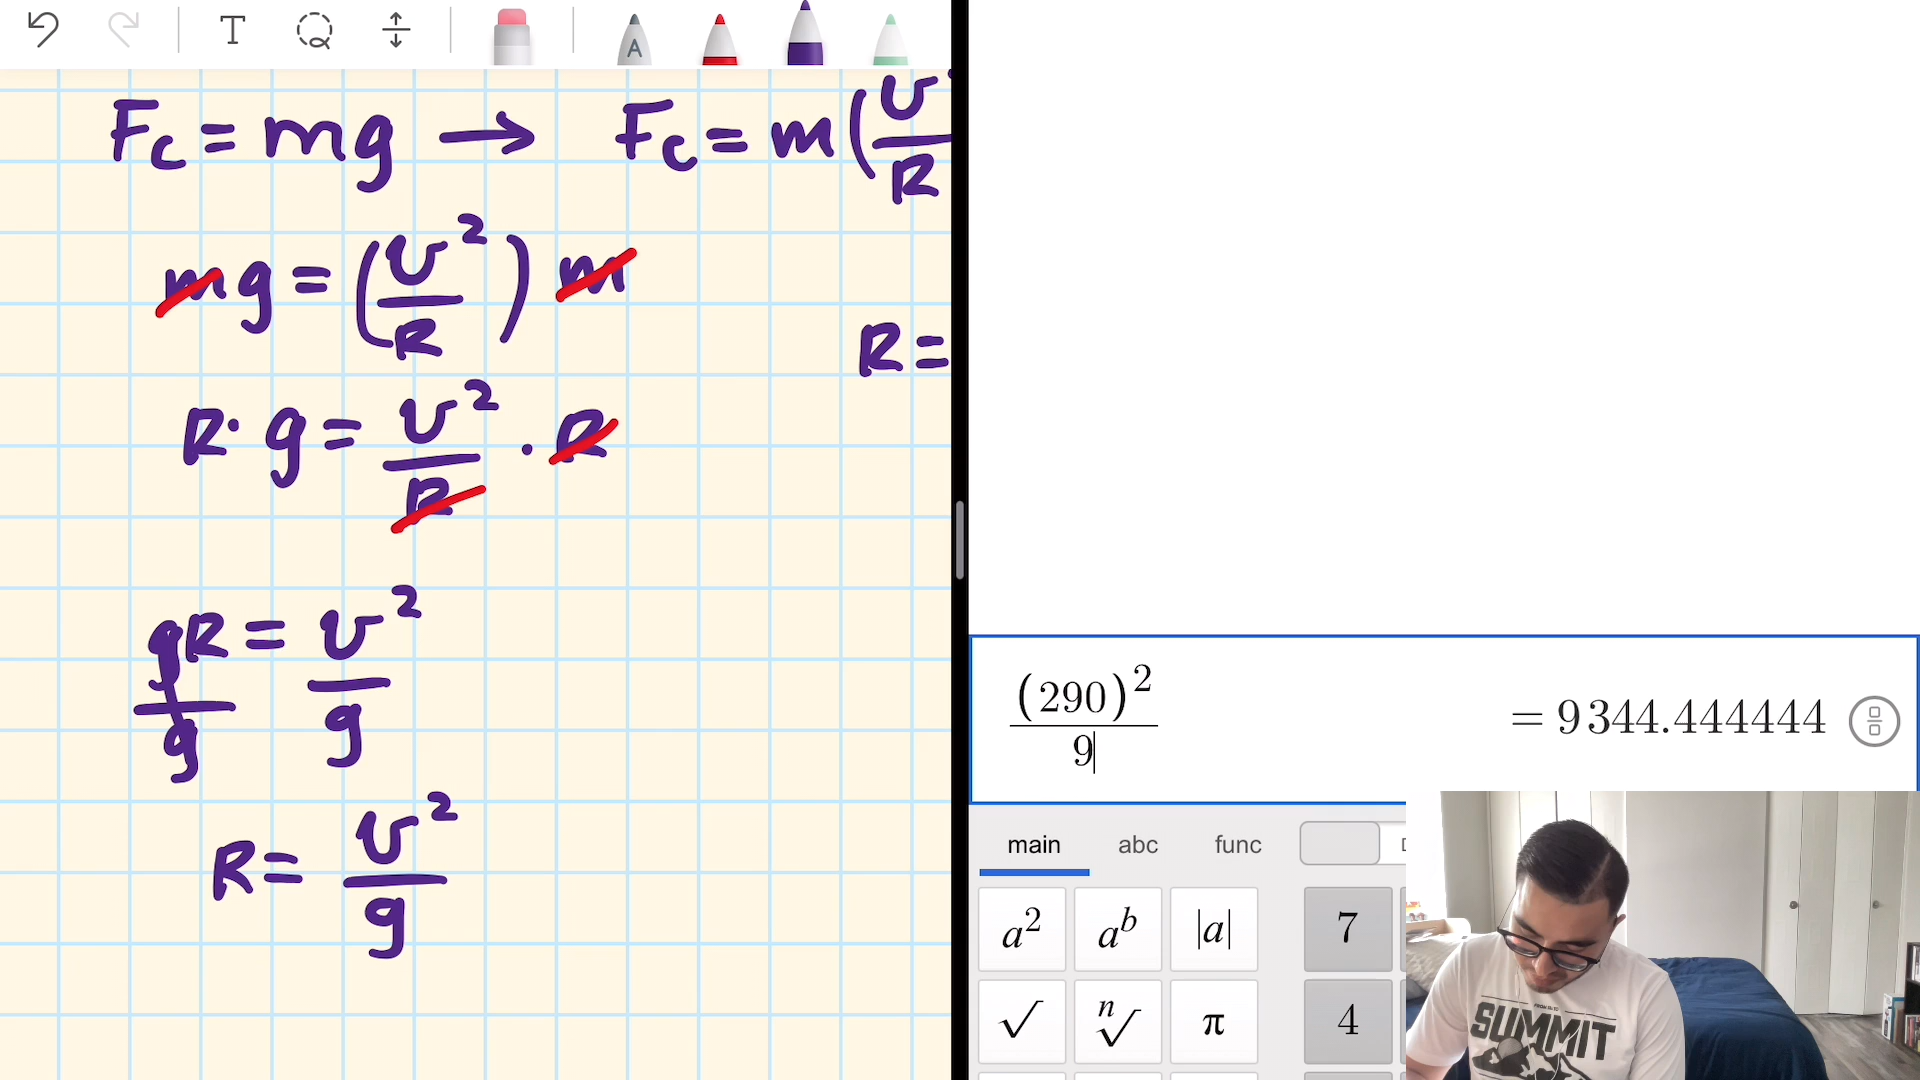 T
A
Fc = mg → Fc = m(v
R
mg = (v²/R) m
R =
R · g = v²/R · R
gR/g = v²/g
R = v²/g
(290)²/9
= 9344.444444
main abc func
a² aᵇ |a| 7
√ ⁿ√ π 4
SUMMIT